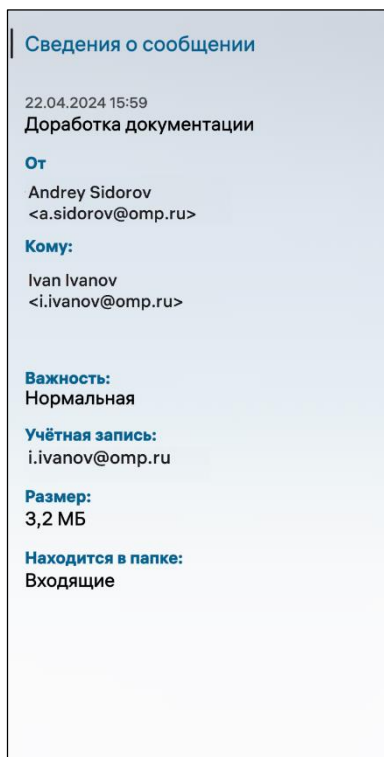 Сведения о сообщении
22.04.2024 15:59
Доработка документации
От
Andrey Sidorov
<a.sidorov@omp.ru>
Кому:
Ivan Ivanov
<i.ivanov@omp.ru>
Важность:
Нормальная
Учётная запись:
i.ivanov@omp.ru
Размер:
3,2 МБ
Находится в папке:
Входящие